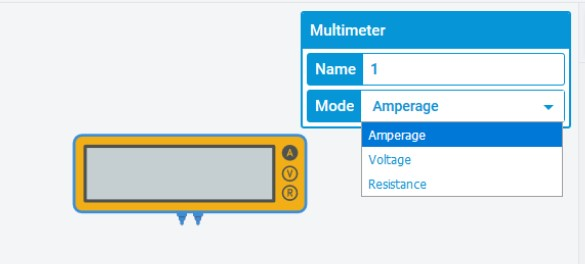 Multimeter
Name 1
Mode Amperage
Amperage
Voltage
Resistance
A
V
R